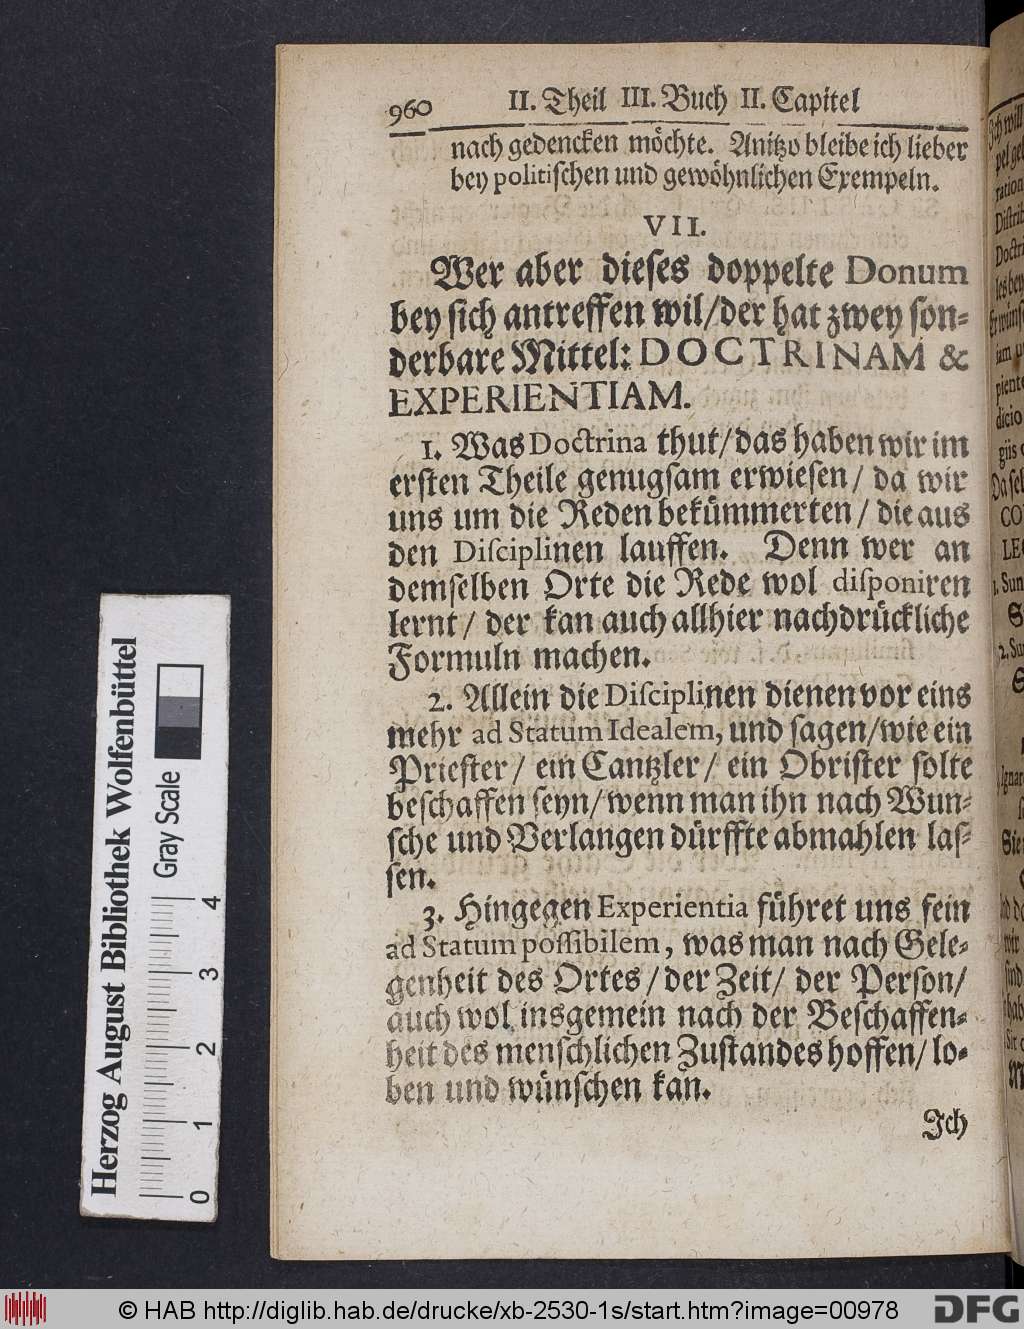 960 II. Theil III. Buch II. Capitel
nach gedencken möchte. Anitzo bleibe ich lieber
bey politiſchen und gewöhnlichen Exempeln.
VII.
Wer aber dieſes doppelte Donum
bey ſich antreffen wil/der hat zwey ſon-
derbare Mittel: DOCTRINAM &
EXPERIENTIAM.
1. Was Doctrina thut/das haben wir im
erſten Theile genugſam erwieſen/ da wir
uns um die Reden bekümmerten/ die aus
den Diſciplinen lauffen. Denn wer an
demſelben Orte die Rede wol diſponiren
lernt/ der kan auch allhier nachdrückliche
Formuln machen.
2. Allein die Diſciplinen dienen vor eins
mehr ad Statum Idealem, und ſagen/wie ein
Prieſter/ ein Cantzler/ ein Obriſter ſolte
beſchaffen ſeyn/wenn man ihn nach Wun-
ſche und Verlangen dürffte abmahlen laſ-
ſen.
3. Hingegen Experientia führet uns fein
ad Statum poſſibilem, was man nach Gele-
genheit des Ortes/der Zeit/ der Perſon/
auch wol insgemein nach der Beſchaffen-
heit des menſchlichen Zuſtandes hoffen/ lo-
ben und wünſchen kan.
Ich
Herzog August Bibliothek Wolfenbüttel
Gray Scale
0 1 2 3 4
© HAB http://diglib.hab.de/drucke/xb-2530-1s/start.htm?image=00978
DFG